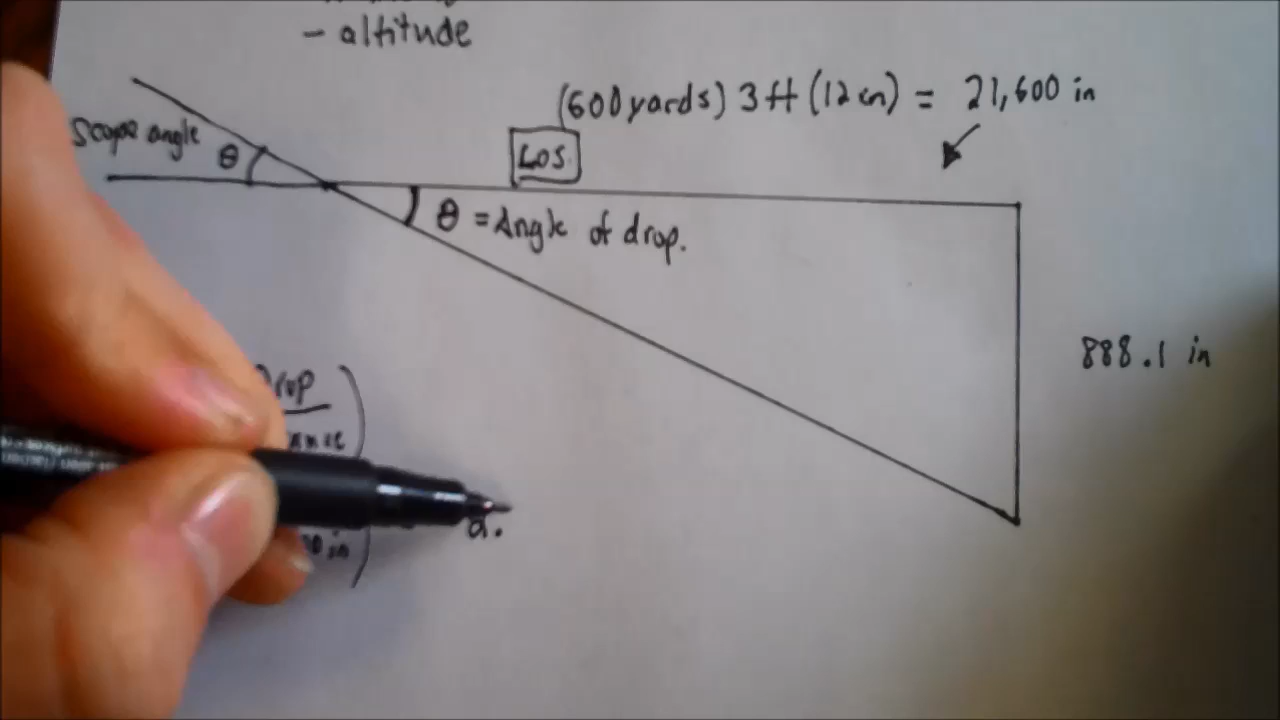 - altitude
(600 yards) 3 ft (12 in) = 21,600 in
Scope angle
θ
LOS
θ = Angle of drop.
888.1 in
in